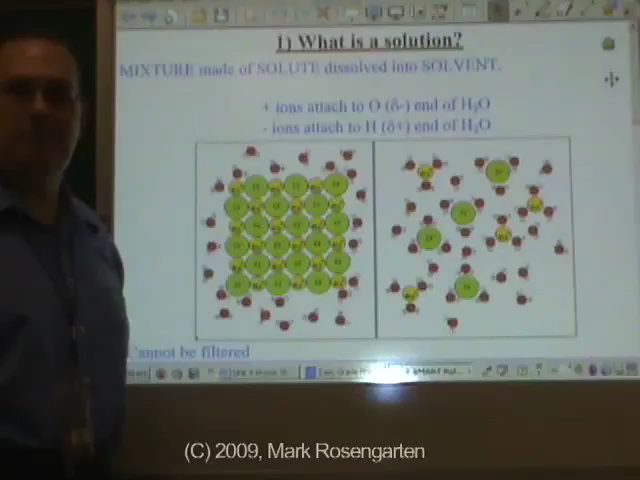 1) What is a solution?
MIXTURE made of SOLUTE dissolved into SOLVENT.
+ ions attach to O (δ-) end of H₂O
- ions attach to H (δ+) end of H₂O
Cannot be filtered
(C) 2009, Mark Rosengarten